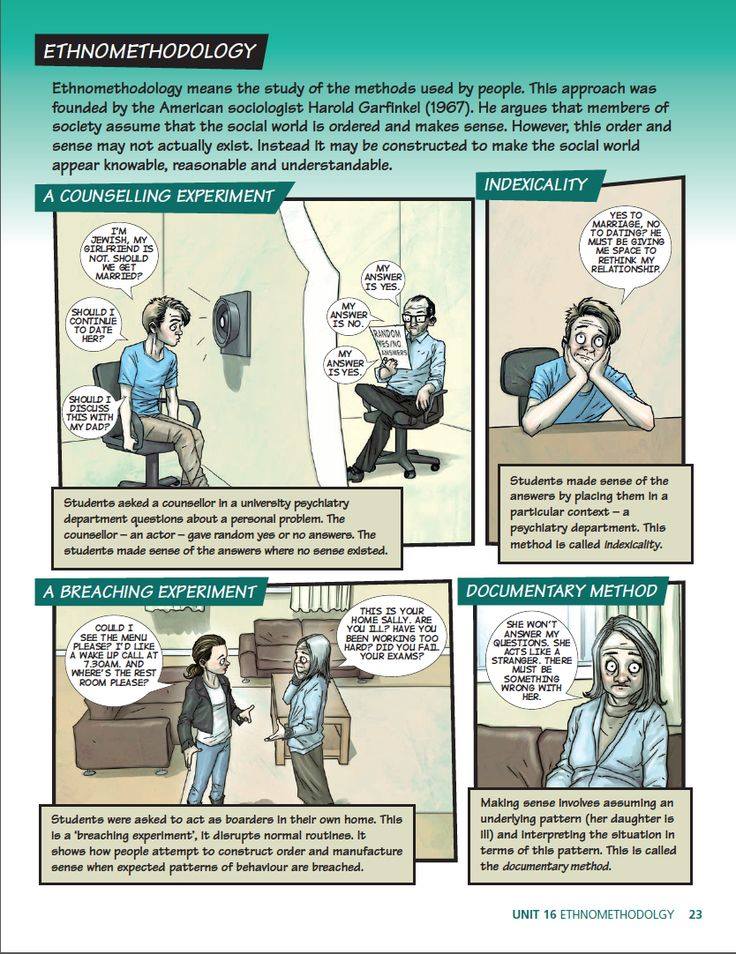 ETHNOMETHODOLOGY
Ethnomethodology means the study of the methods used by people. This approach was
founded by the American sociologist Harold Garfinkel (1967). He argues that members of
society assume that the social world is ordered and makes sense. However, this order and
sense may not actually exist. Instead it may be constructed to make the social world
appear knowable, reasonable and understandable.
A COUNSELLING EXPERIMENT
I'M
JEWISH, MY
GIRLFRIEND IS
NOT. SHOULD
WE GET
MARRIED?
SHOULD I
CONTINUE
TO DATE
HER?
SHOULD I
DISCUSS
THIS WITH
MY DAD?
MY
ANSWER
IS YES.
MY
ANSWER
IS NO.
MY
ANSWER
IS YES.
RANDOM
YES/NO
ANSWERS
Students asked a counsellor in a university psychiatry
department questions about a personal problem. The
counsellor – an actor – gave random yes or no answers. The
students made sense of the answers where no sense existed.
INDEXICALITY
YES TO
MARRIAGE, NO
TO DATING? HE
MUST BE GIVING
ME SPACE TO
RETHINK MY
RELATIONSHIP.
Students made sense of the
answers by placing them in a
particular context – a
psychiatry department. This
method is called indexicality.
A BREACHING EXPERIMENT
COULD I
SEE THE MENU
PLEASE? I'D LIKE
A WAKE UP CALL AT
7.30AM. AND
WHERE'S THE REST
ROOM PLEASE?
THIS IS YOUR
HOME SALLY. ARE
YOU ILL? HAVE YOU
BEEN WORKING TOO
HARD? DID YOU FAIL
YOUR EXAMS?
Students were asked to act as boarders in their own home. This
is a 'breaching experiment', it disrupts normal routines. It
shows how people attempt to construct order and manufacture
sense when expected patterns of behaviour are breached.
DOCUMENTARY METHOD
SHE WON'T
ANSWER MY
QUESTIONS. SHE
ACTS LIKE A
STRANGER. THERE
MUST BE
SOMETHING
WRONG WITH
HER.
Making sense involves assuming an
underlying pattern (her daughter is
ill) and interpreting the situation in
terms of this pattern. This is called
the documentary method.
UNIT 16 ETHNOMETHODOLGY 23